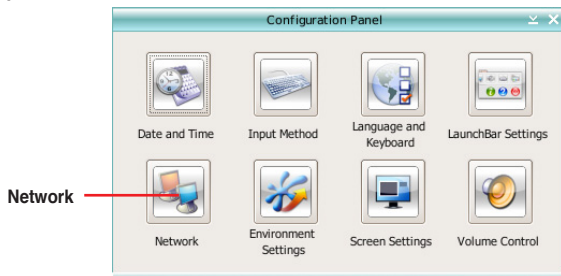 Configuration Panel
Date and Time
Input Method
Language and
Keyboard
LaunchBar Settings
Network
Network
Environment
Settings
Screen Settings
Volume Control